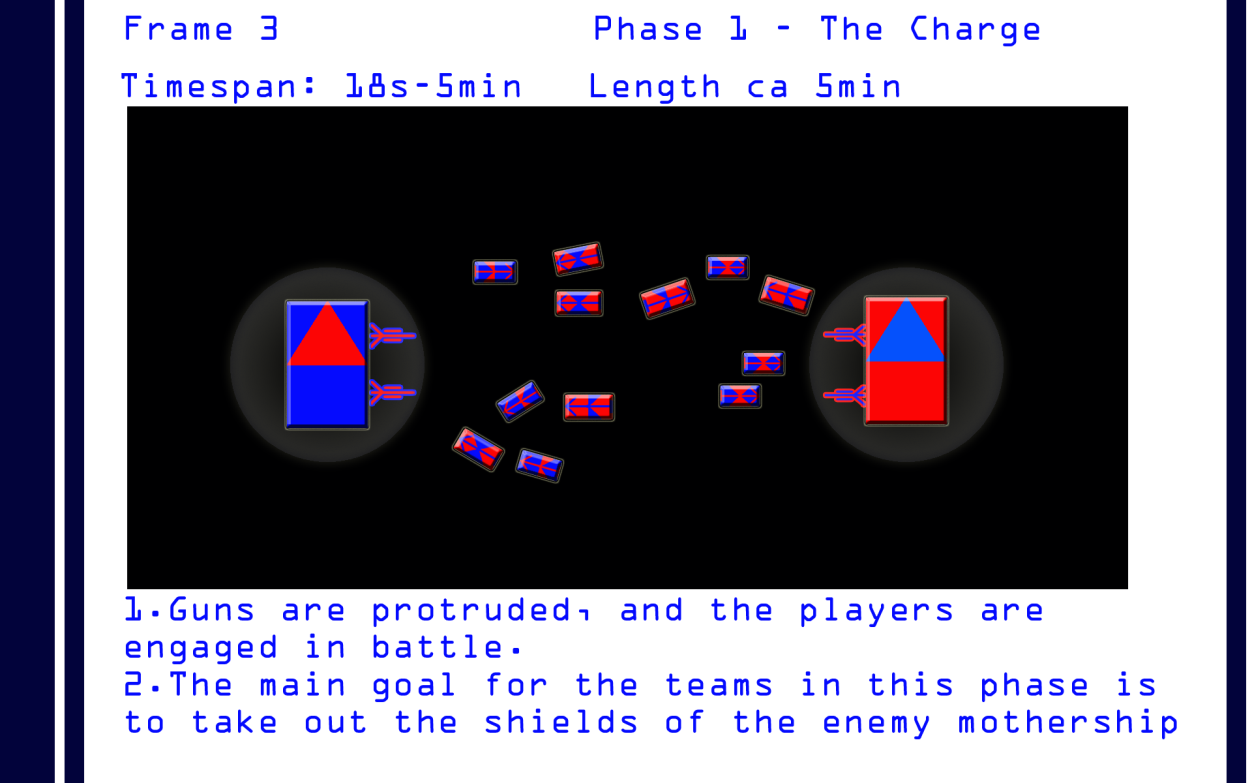 Frame 3
Phase 1 - The Charge
Timespan: 18s-5min
Length ca 5min
1.Guns are protruded, and the players are
engaged in battle.
2.The main goal for the teams in this phase is
to take out the shields of the enemy mothership